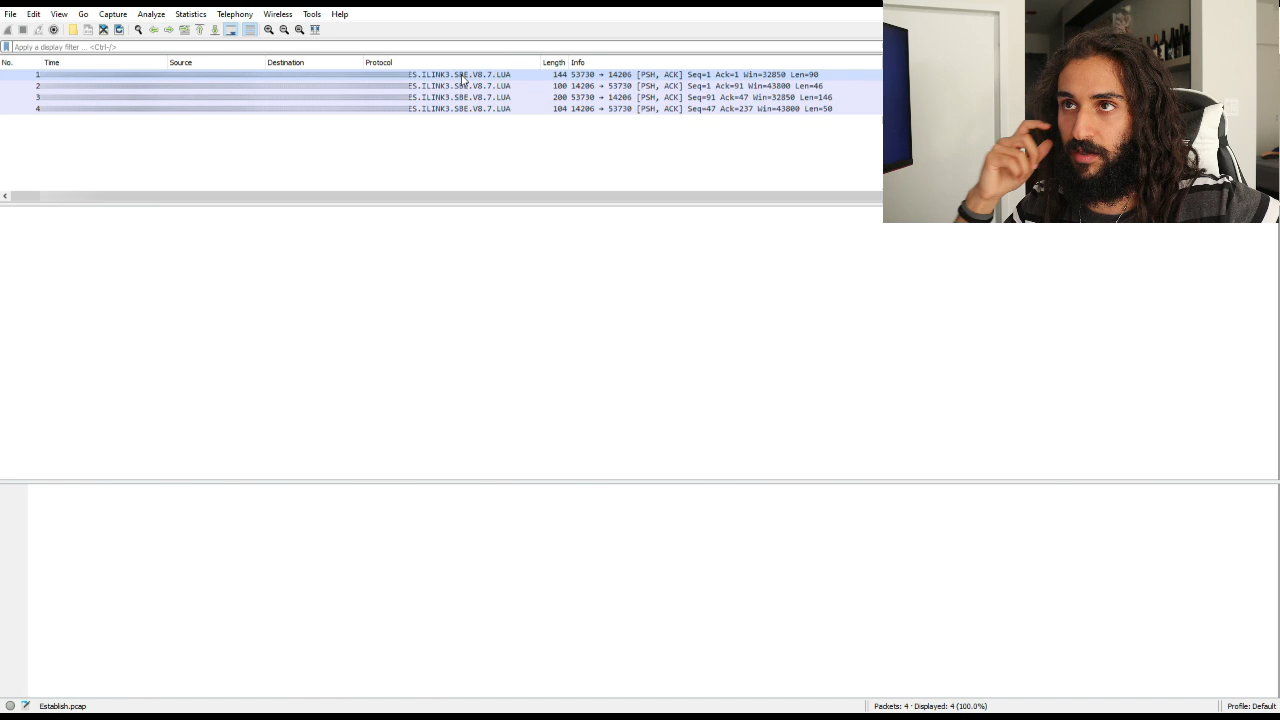 File Edit View Go Capture Analyze Statistics Telephony Wireless Tools Help
Apply a display filter ... <Ctrl-/>
No. Time Source Destination Protocol Length Info
1 ES.ILINK3.SBE.V8.7.LUA 144 53730 → 14206 [PSH, ACK] Seq=1 Ack=1 Win=32850 Len=90
2 ES.ILINK3.SBE.V8.7.LUA 100 14206 → 53730 [PSH, ACK] Seq=1 Ack=91 Win=43800 Len=46
3 ES.ILINK3.SBE.V8.7.LUA 200 53730 → 14206 [PSH, ACK] Seq=91 Ack=47 Win=32850 Len=146
4 ES.ILINK3.SBE.V8.7.LUA 104 14206 → 53730 [PSH, ACK] Seq=47 Ack=237 Win=43800 Len=50
Establish.pcap Packets: 4 · Displayed: 4 (100.0%) Profile: Default